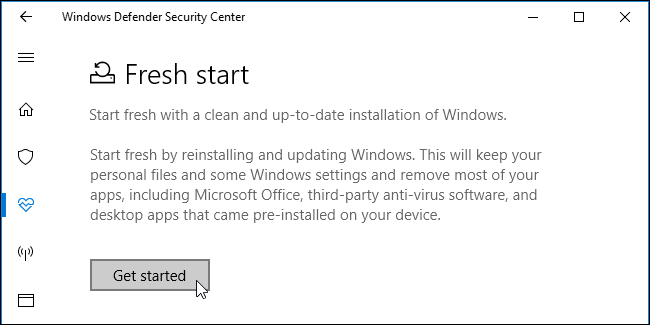 Windows Defender Security Center
Fresh start
Start fresh with a clean and up-to-date installation of Windows.
Start fresh by reinstalling and updating Windows. This will keep your
personal files and some Windows settings and remove most of your
apps, including Microsoft Office, third-party anti-virus software, and
desktop apps that came pre-installed on your device.
Get started